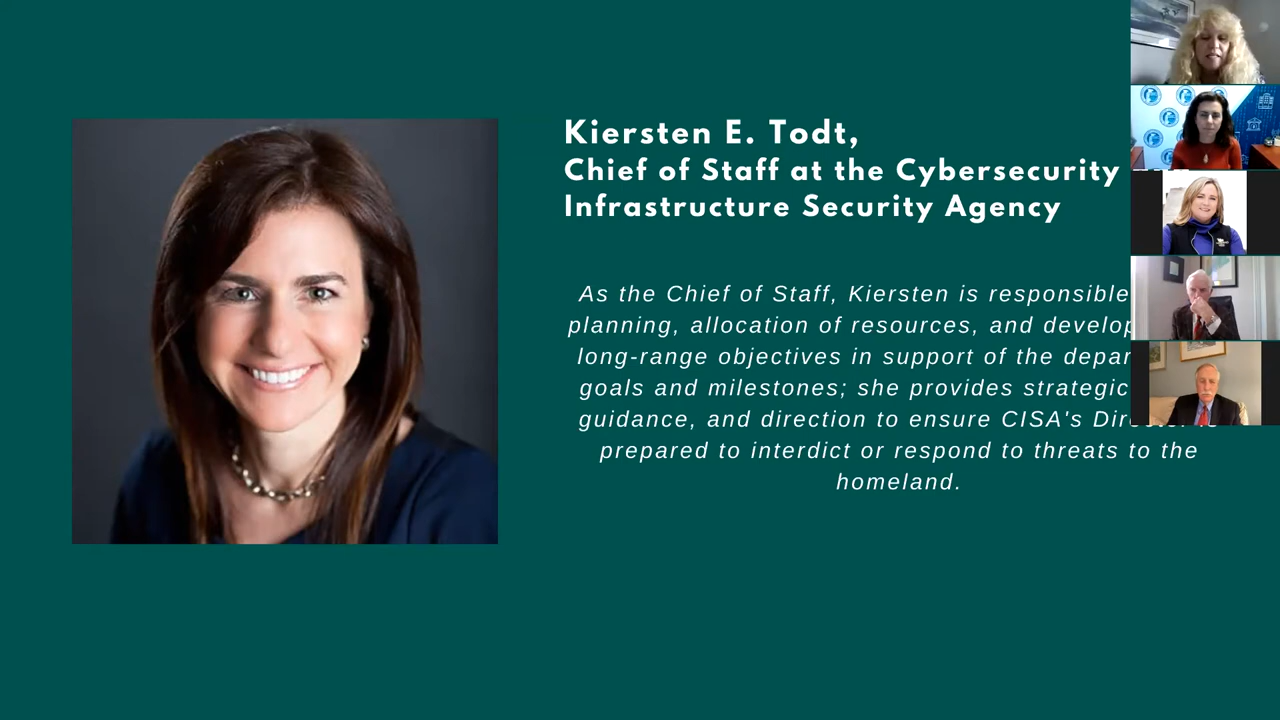 Kiersten E. Todt,
Chief of Staff at the Cybersecurity
Infrastructure Security Agency
As the Chief of Staff, Kiersten is responsible
planning, allocation of resources, and develop
long-range objectives in support of the depar
goals and milestones; she provides strategic
guidance, and direction to ensure CISA's Dir
prepared to interdict or respond to threats to the
homeland.